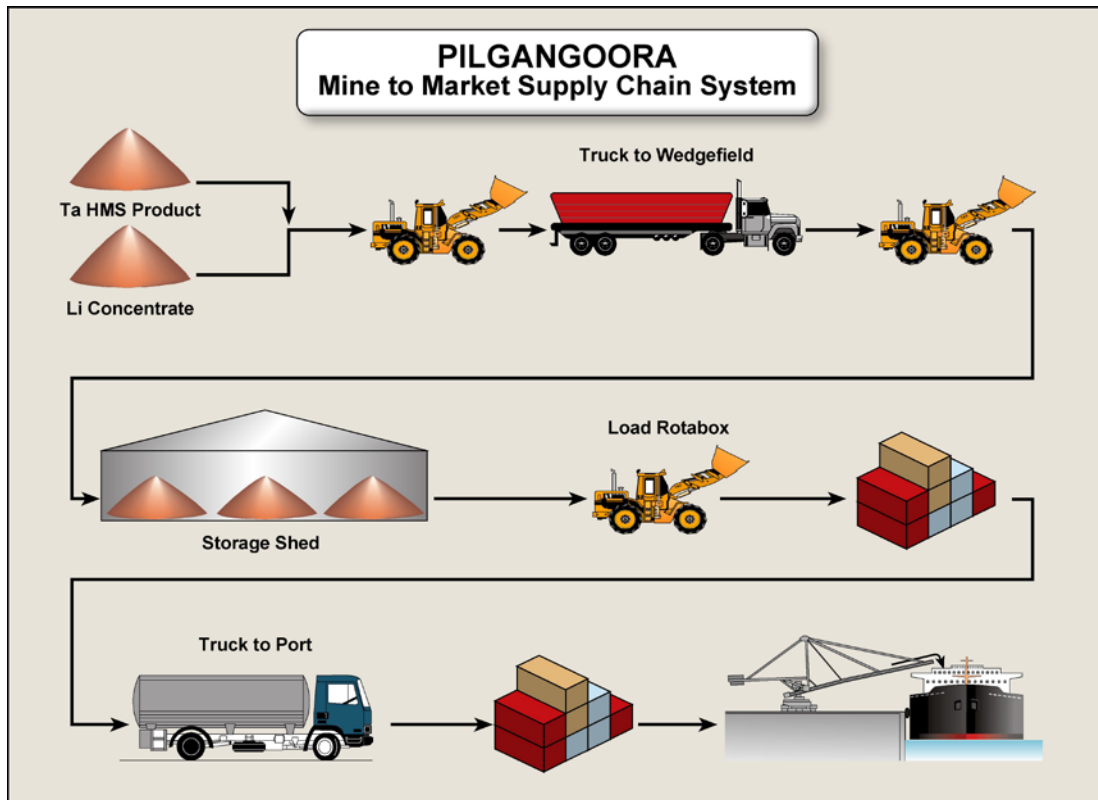 PILGANGOORA
Mine to Market Supply Chain System
Truck to Wedgefield
Ta HMS Product
Li Concentrate
Load Rotabox
Storage Shed
Truck to Port